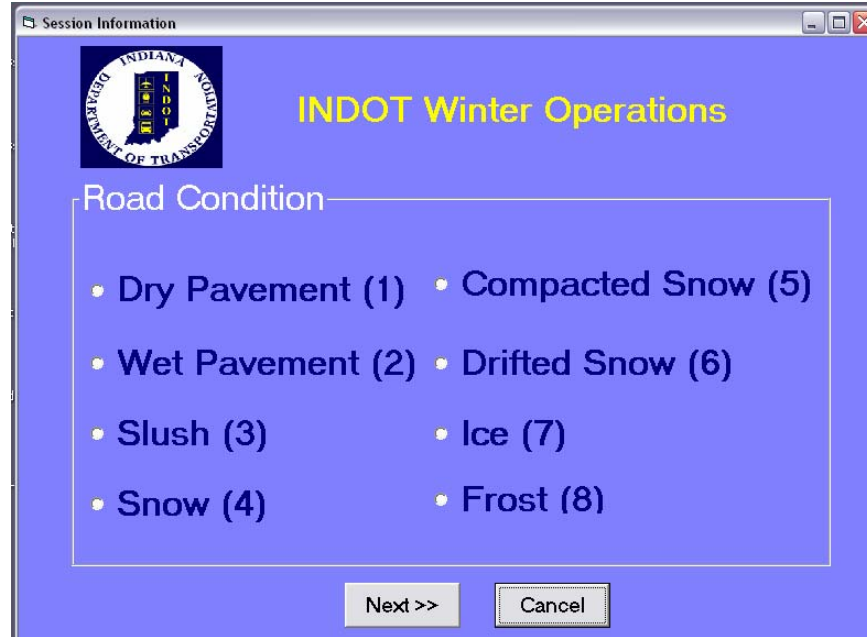 Session Information
INDIANA
DEPARTMENT OF TRANSPORTATION
INDOT
INDOT Winter Operations
Road Condition
Dry Pavement (1)
Compacted Snow (5)
Wet Pavement (2)
Drifted Snow (6)
Slush (3)
Ice (7)
Snow (4)
Frost (8)
Next >>
Cancel